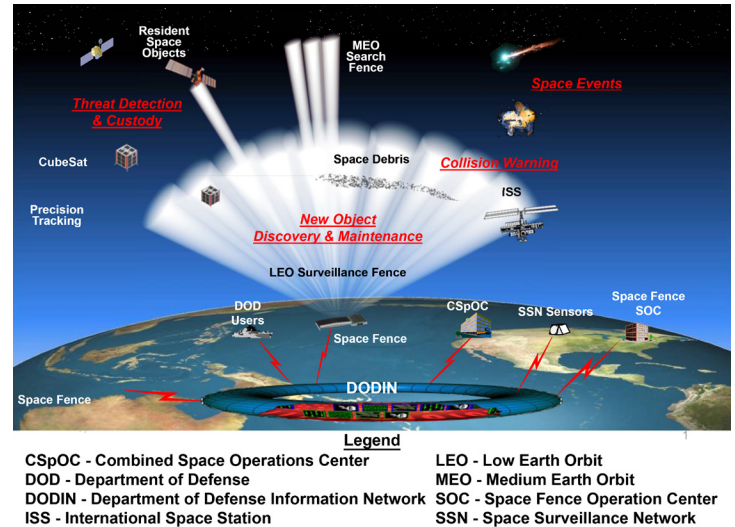 Resident
Space
Objects
MEO
Search
Fence
Space Events
Threat Detection
& Custody
CubeSat
Space Debris
Collision Warning
ISS
Precision
Tracking
New Object
Discovery & Maintenance
LEO Surveillance Fence
DOD
Users
Space Fence
CSpOC
SSN Sensors
Space Fence
SOC
DODIN
Space Fence
1
Legend
CSpOC - Combined Space Operations Center
DOD - Department of Defense
DODIN - Department of Defense Information Network
ISS - International Space Station
LEO - Low Earth Orbit
MEO - Medium Earth Orbit
SOC - Space Fence Operation Center
SSN - Space Surveillance Network